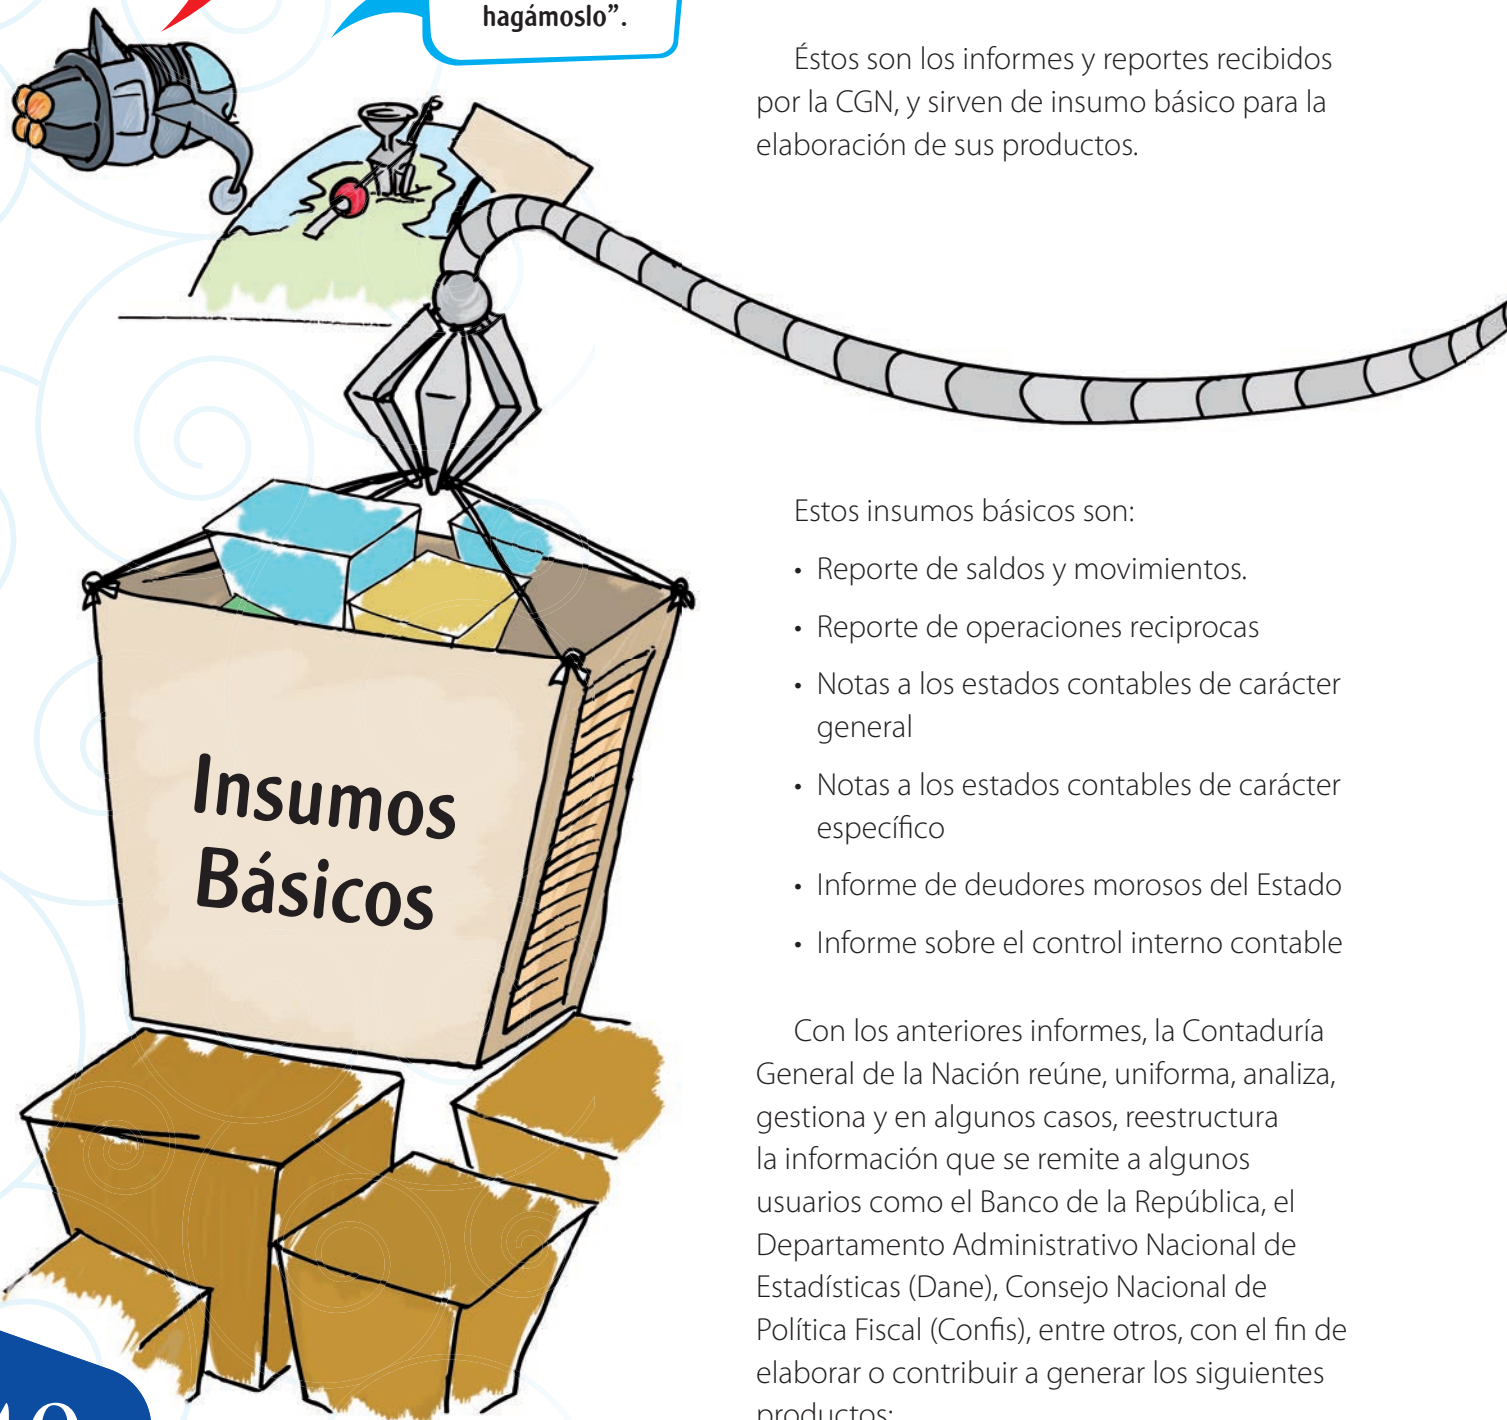 hagámoslo”.
Éstos son los informes y reportes recibidos
por la CGN, y sirven de insumo básico para la
elaboración de sus productos.
Insumos
Básicos
Estos insumos básicos son:
• Reporte de saldos y movimientos.
• Reporte de operaciones reciprocas
• Notas a los estados contables de carácter
general
• Notas a los estados contables de carácter
específico
• Informe de deudores morosos del Estado
• Informe sobre el control interno contable
Con los anteriores informes, la Contaduría
General de la Nación reúne, uniforma, analiza,
gestiona y en algunos casos, reestructura
la información que se remite a algunos
usuarios como el Banco de la República, el
Departamento Administrativo Nacional de
Estadísticas (Dane), Consejo Nacional de
Política Fiscal (Confis), entre otros, con el fin de
elaborar o contribuir a generar los siguientes
productos: